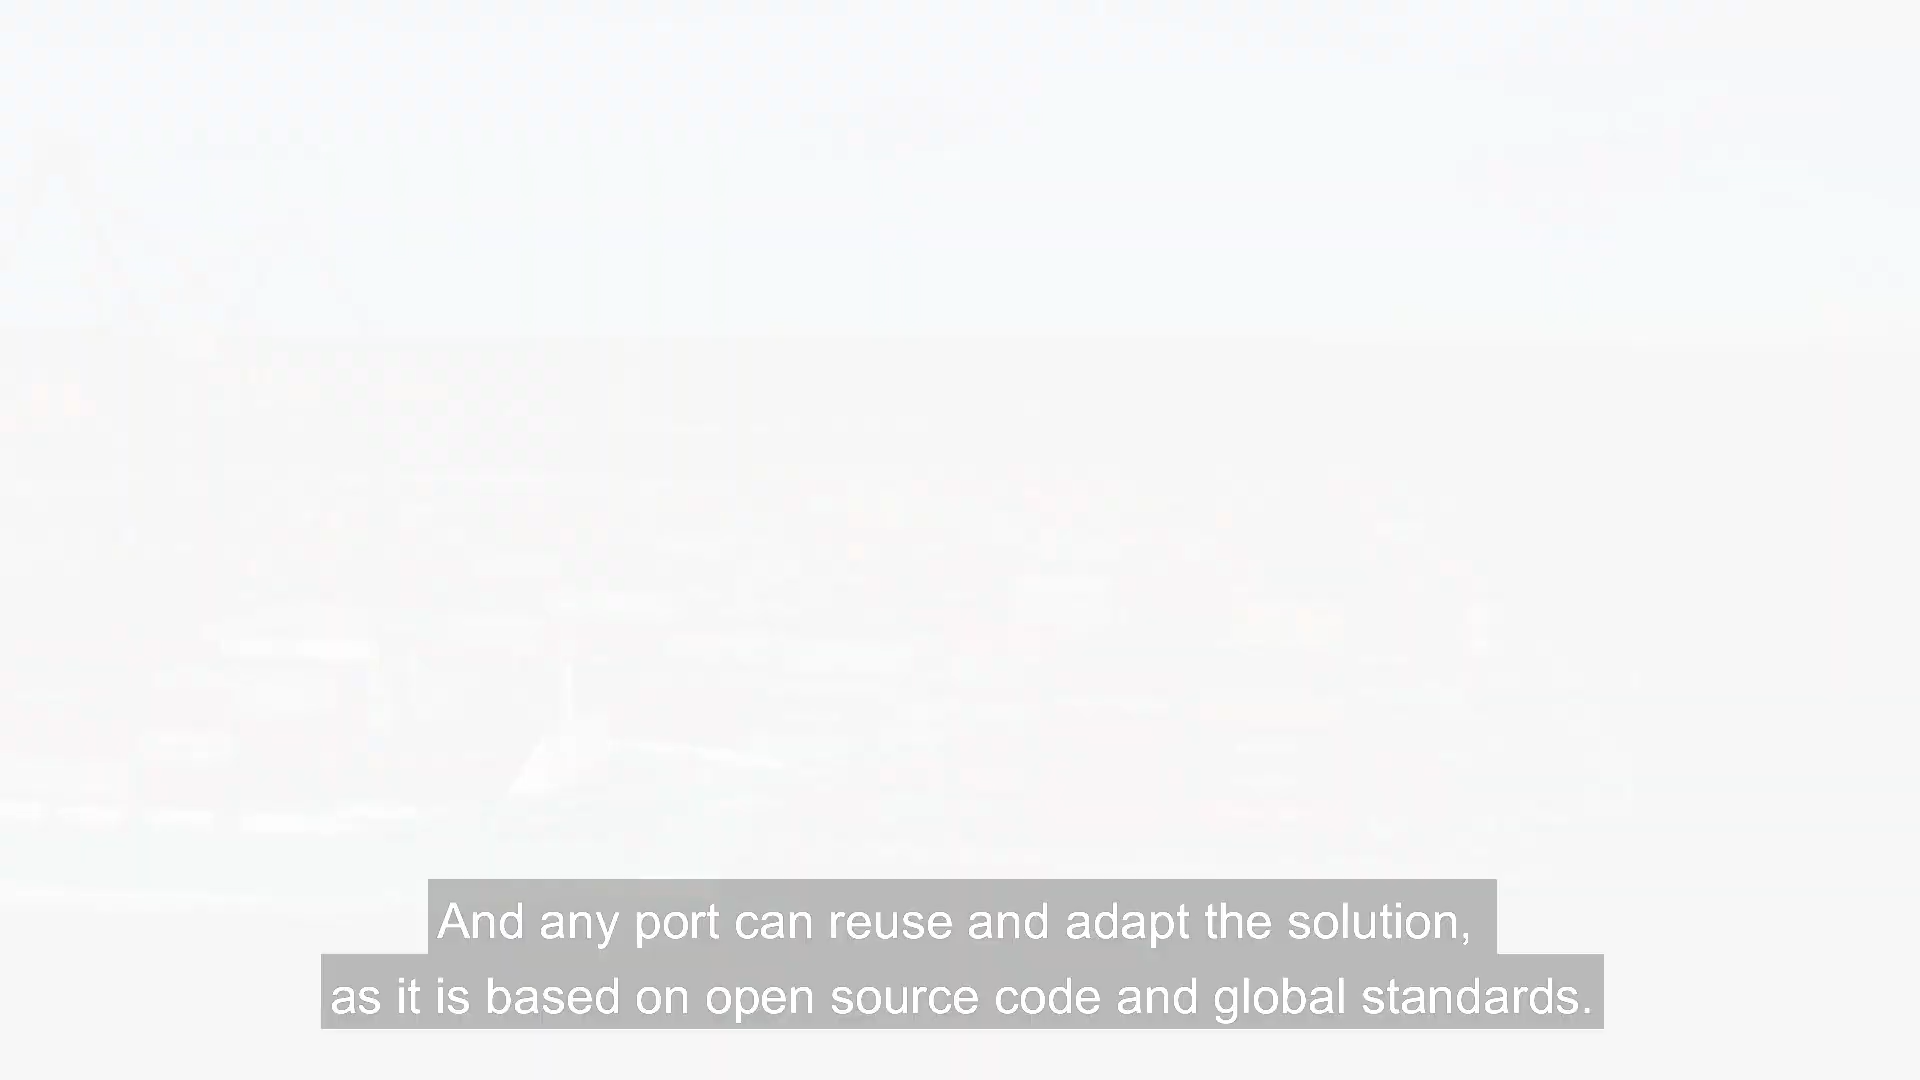 And any port can reuse and adapt the solution,
as it is based on open source code and global standards.